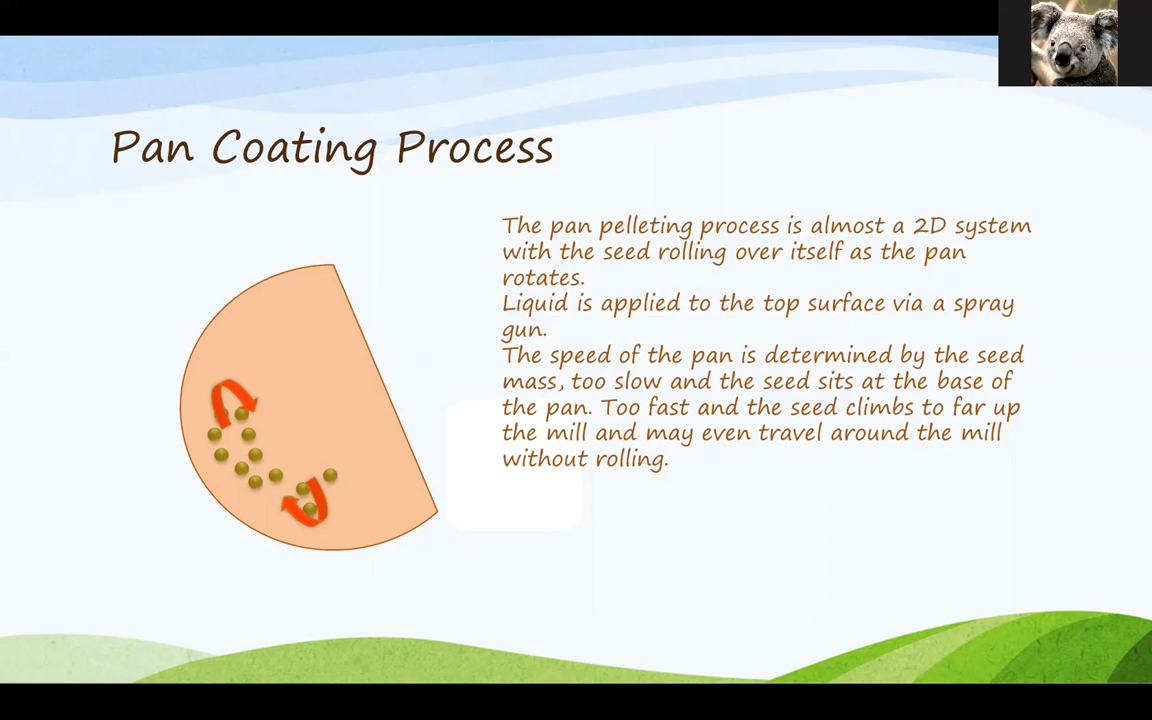 Pan Coating Process
The pan pelleting process is almost a 2D system
with the seed rolling over itself as the pan
rotates.
Liquid is applied to the top surface via a spray
gun.
The speed of the pan is determined by the seed
mass, too slow and the seed sits at the base of
the pan. Too fast and the seed climbs to far up
the mill and may even travel around the mill
without rolling.